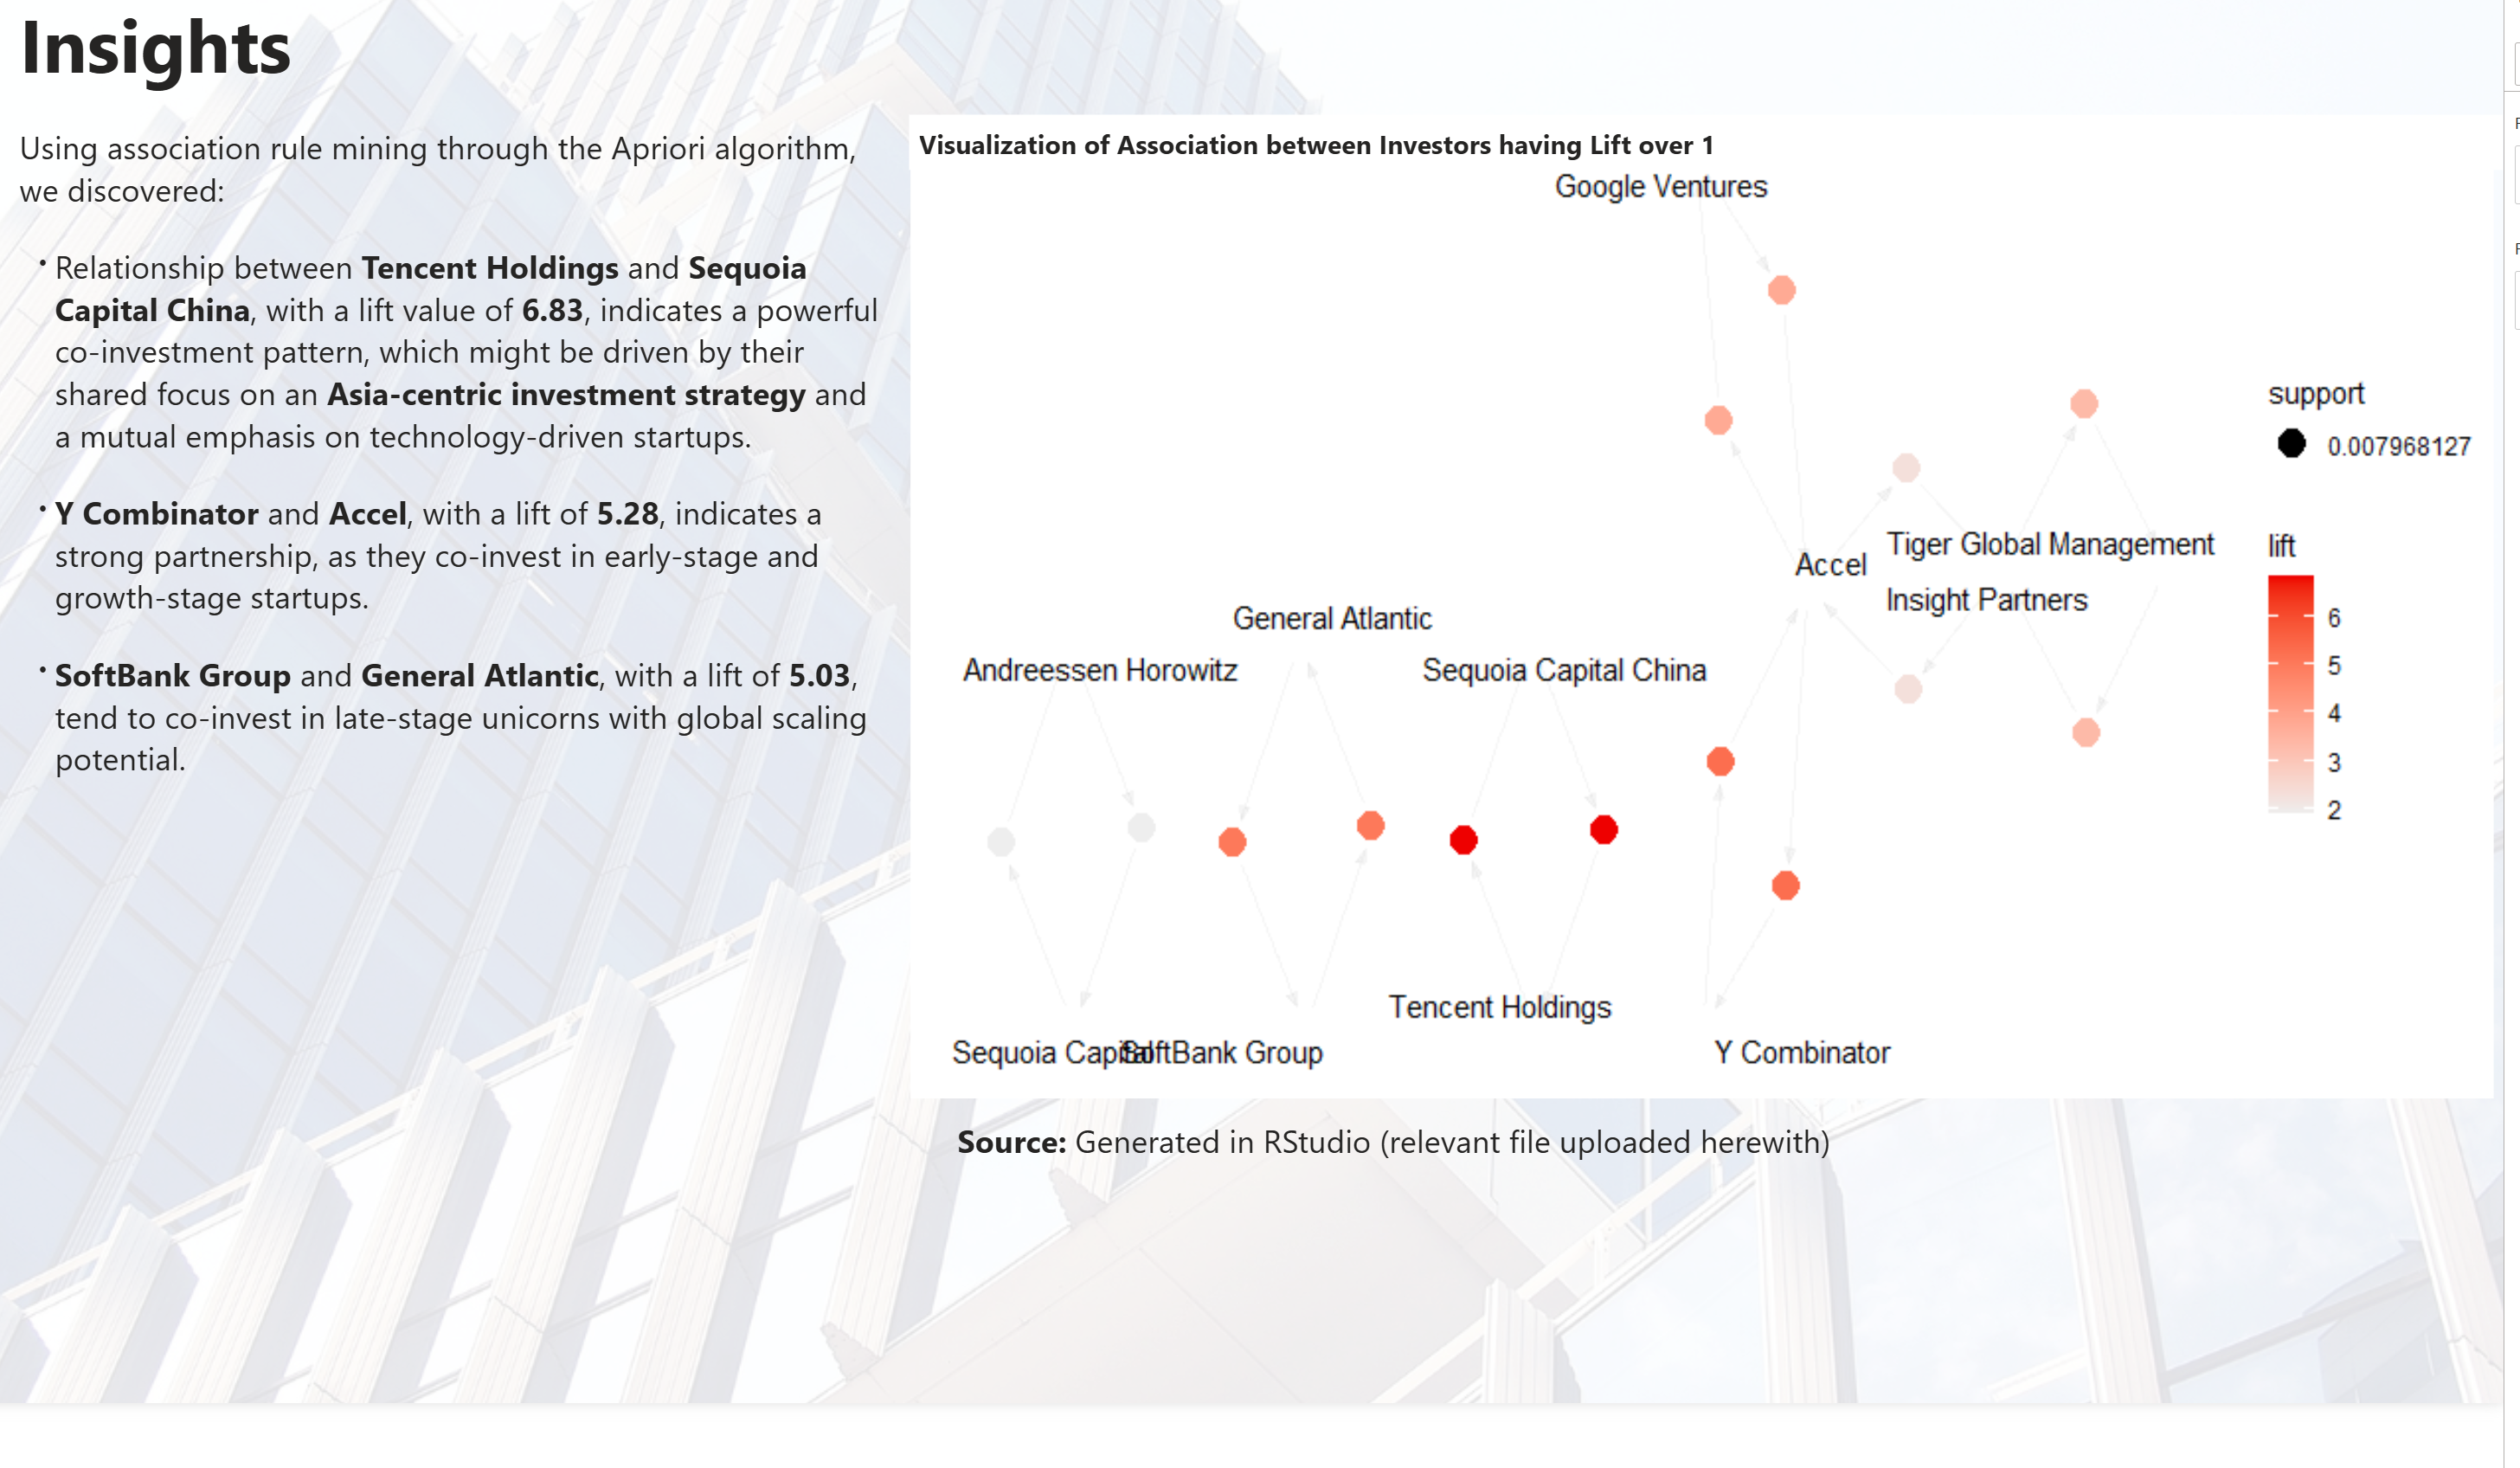 Insights
Using association rule mining through the Apriori algorithm,
we discovered:
• Relationship between Tencent Holdings and Sequoia
Capital China, with a lift value of 6.83, indicates a powerful
co-investment pattern, which might be driven by their
shared focus on an Asia-centric investment strategy and
a mutual emphasis on technology-driven startups.
• Y Combinator and Accel, with a lift of 5.28, indicates a
strong partnership, as they co-invest in early-stage and
growth-stage startups.
• SoftBank Group and General Atlantic, with a lift of 5.03,
tend to co-invest in late-stage unicorns with global scaling
potential.
Visualization of Association between Investors having Lift over 1
Google Ventures
Tiger Global Management
Accel
Insight Partners
General Atlantic
Andreessen Horowitz
Sequoia Capital China
Tencent Holdings
Sequoia Capital
SoftBank Group
Y Combinator
support
0.007968127
lift
6
5
4
3
2
Source: Generated in RStudio (relevant file uploaded herewith)